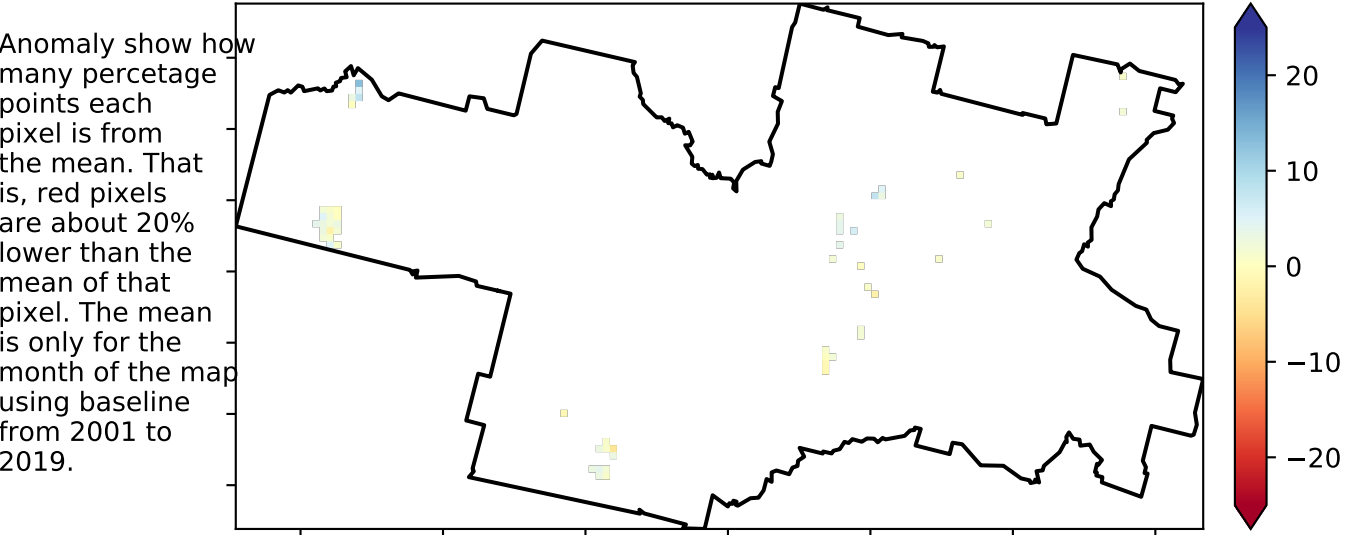 Anomaly show how
many percetage
points each
pixel is from
the mean. That
is, red pixels
are about 20%
lower than the
mean of that
pixel. The mean
is only for the
month of the map
using baseline
from 2001 to
2019.
20
10
0
−10
−20